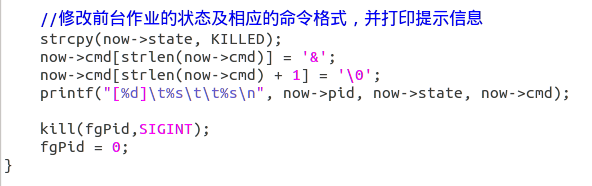 //修改前台作业的状态及相应的命令格式，并打印提示信息
strcpy(now->state, KILLED);
now->cmd[strlen(now->cmd)] = '&';
now->cmd[strlen(now->cmd) + 1] = '\0';
printf("[%d]\t%s\t\t%s\n", now->pid, now->state, now->cmd);
kill(fgPid,SIGINT);
fgPid = 0;
}